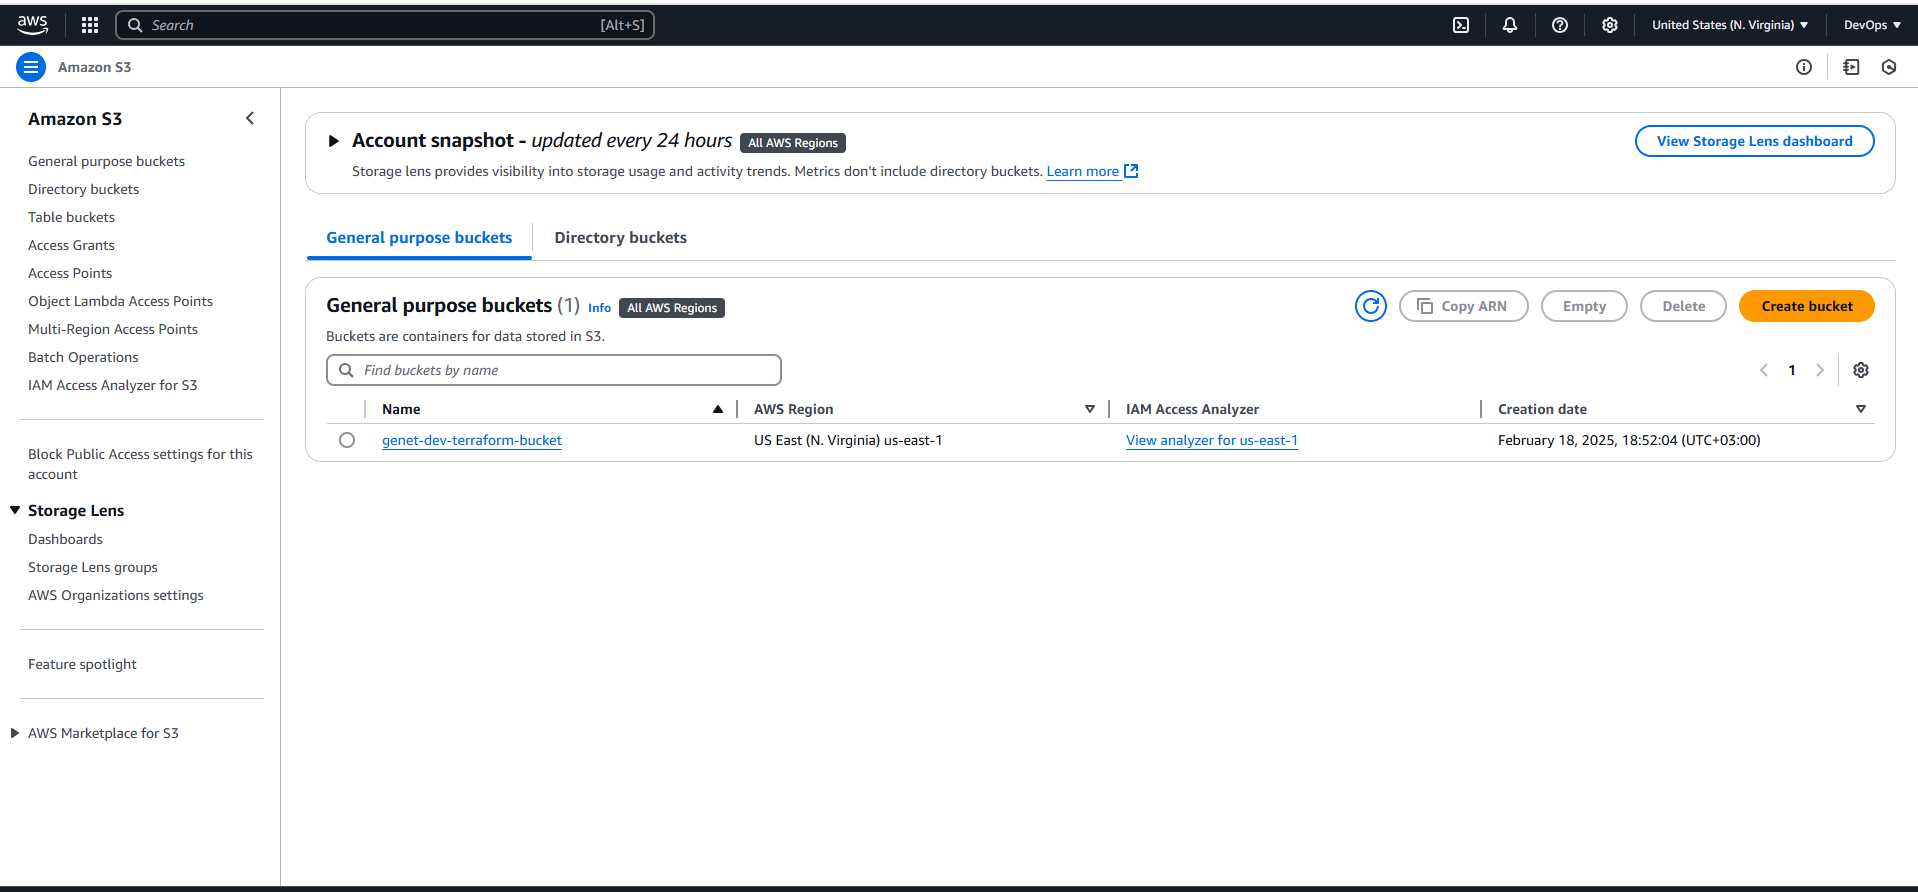 aws
Search [Alt+S]
United States (N. Virginia)
DevOps
Amazon S3
Amazon S3
General purpose buckets
Directory buckets
Table buckets
Access Grants
Access Points
Object Lambda Access Points
Multi-Region Access Points
Batch Operations
IAM Access Analyzer for S3
Block Public Access settings for this
account
Storage Lens
Dashboards
Storage Lens groups
AWS Organizations settings
Feature spotlight
AWS Marketplace for S3
Account snapshot - updated every 24 hours All AWS Regions
View Storage Lens dashboard
Storage lens provides visibility into storage usage and activity trends. Metrics don't include directory buckets. Learn more
General purpose buckets Directory buckets
General purpose buckets (1) Info All AWS Regions
Copy ARN Empty Delete Create bucket
Buckets are containers for data stored in S3.
Find buckets by name
1
Name AWS Region IAM Access Analyzer Creation date
genet-dev-terraform-bucket US East (N. Virginia) us-east-1 View analyzer for us-east-1 February 18, 2025, 18:52:04 (UTC+03:00)